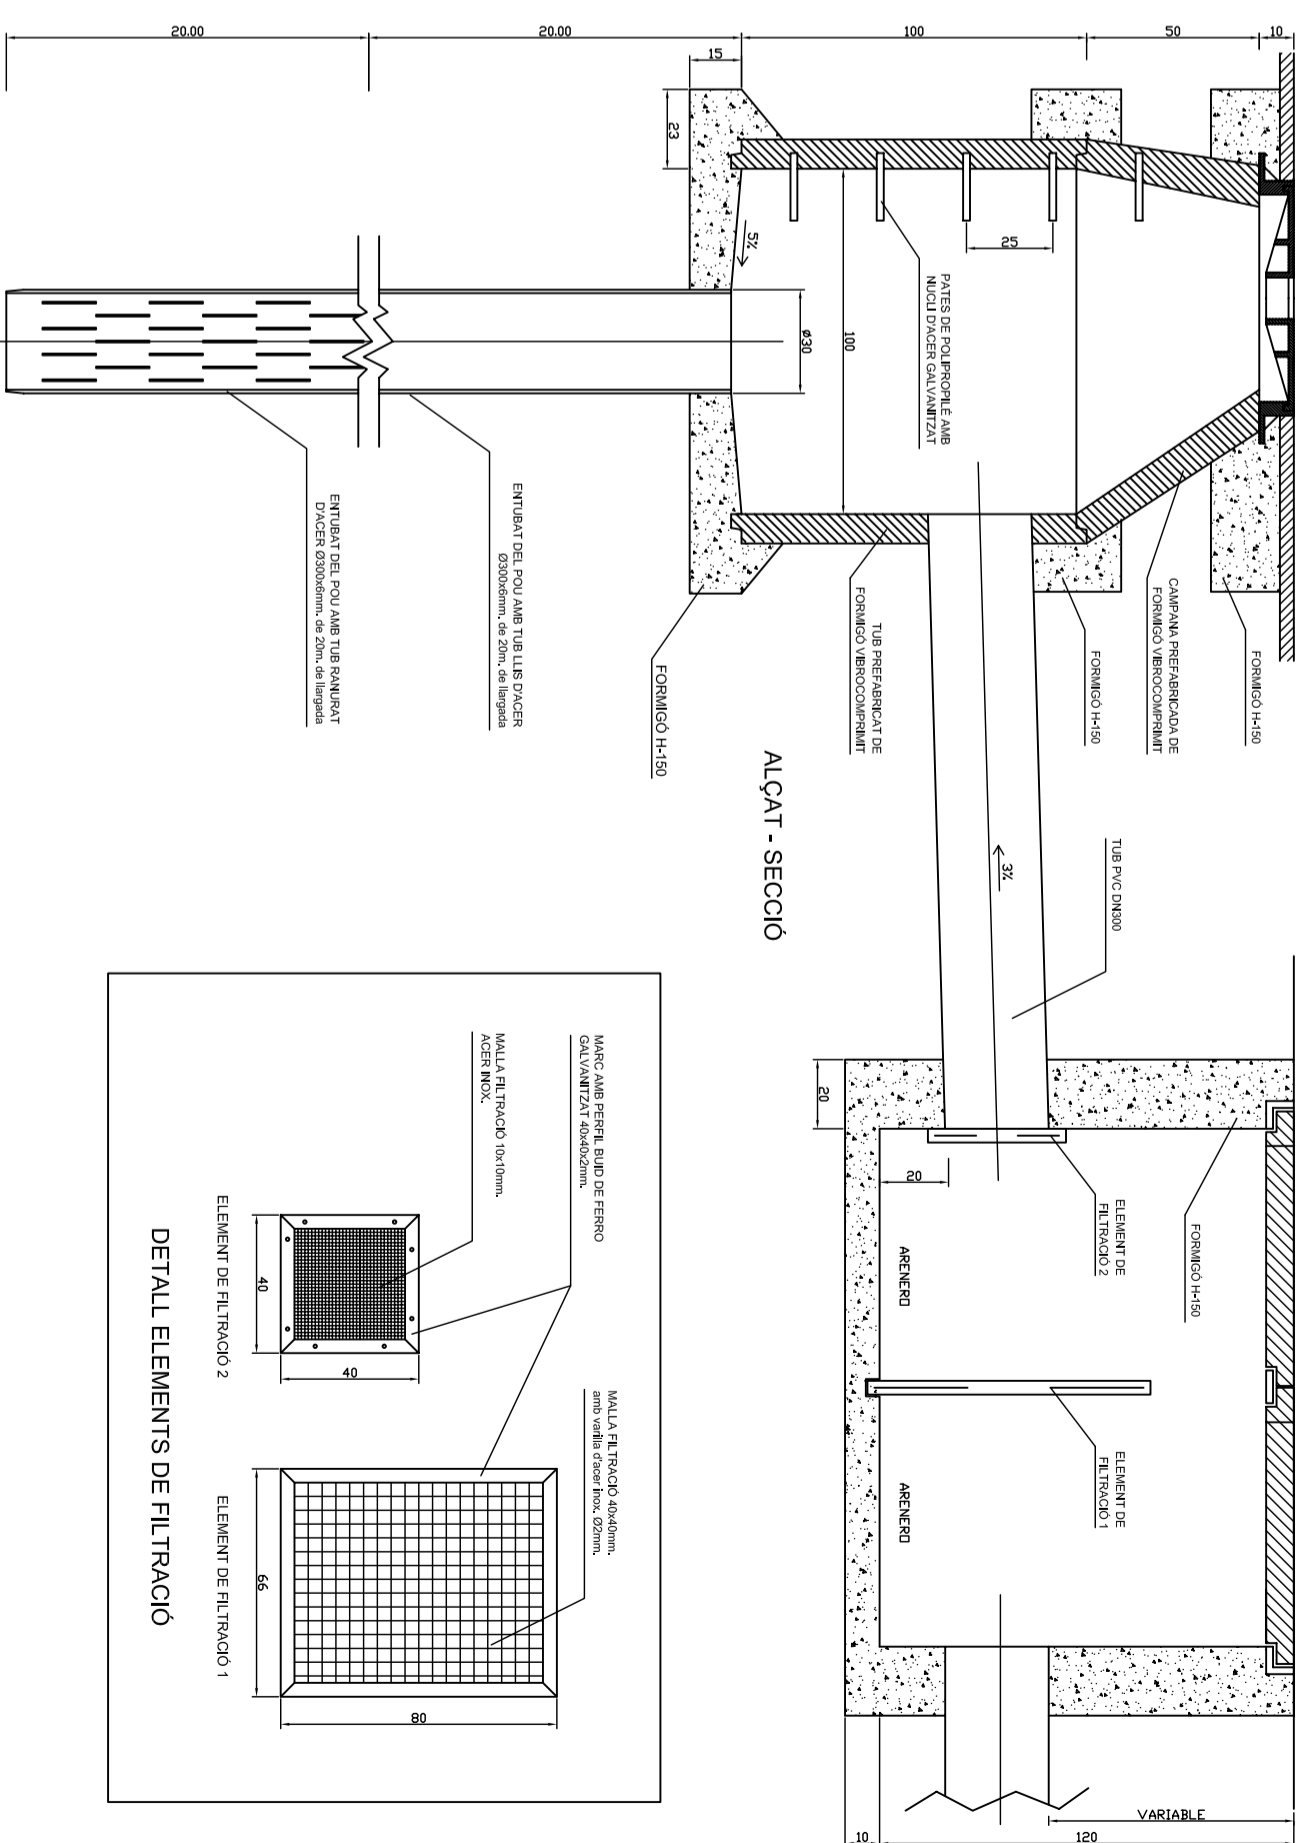 20.00
20.00
100
50
10
15
23
5%
25
100
Ø30
PATES DE POLIPROPILÈ AMB
NUCLI D'ACER GALVANITZAT
ENTUBAT DEL POU AMB TUB RANURAT
D'ACER Ø300x6mm. de 20m. de llargada
ENTUBAT DEL POU AMB TUB LLIS D'ACER
Ø300x6mm. de 20m. de llargada
FORMIGÓ H-150
TUB PREFABRICAT DE
FORMIGÓ VIBROCOMPRIMIT
FORMIGÓ H-150
CAMPANA PREFABRICADA DE
FORMIGÓ VIBROCOMPRIMIT
FORMIGÓ H-150
ALÇAT - SECCIÓ
3%
TUB PVC DN300
20
20
ELEMENT DE
FILTRACIÓ 2
FORMIGÓ H-150
ARENERO
ELEMENT DE
FILTRACIÓ 1
ARENERO
VARIABLE
10
120
MARC AMB PERFIL BUID DE FERRO
GALVANITZAT 40x40x2mm.
MALLA FILTRACIÓ 10x10mm.
ACER INOX.
MALLA FILTRACIÓ 40x40mm.
amb varilla d'acer inox. Ø2mm.
40
40
66
80
ELEMENT DE FILTRACIÓ 2
ELEMENT DE FILTRACIÓ 1
DETALL ELEMENTS DE FILTRACIÓ